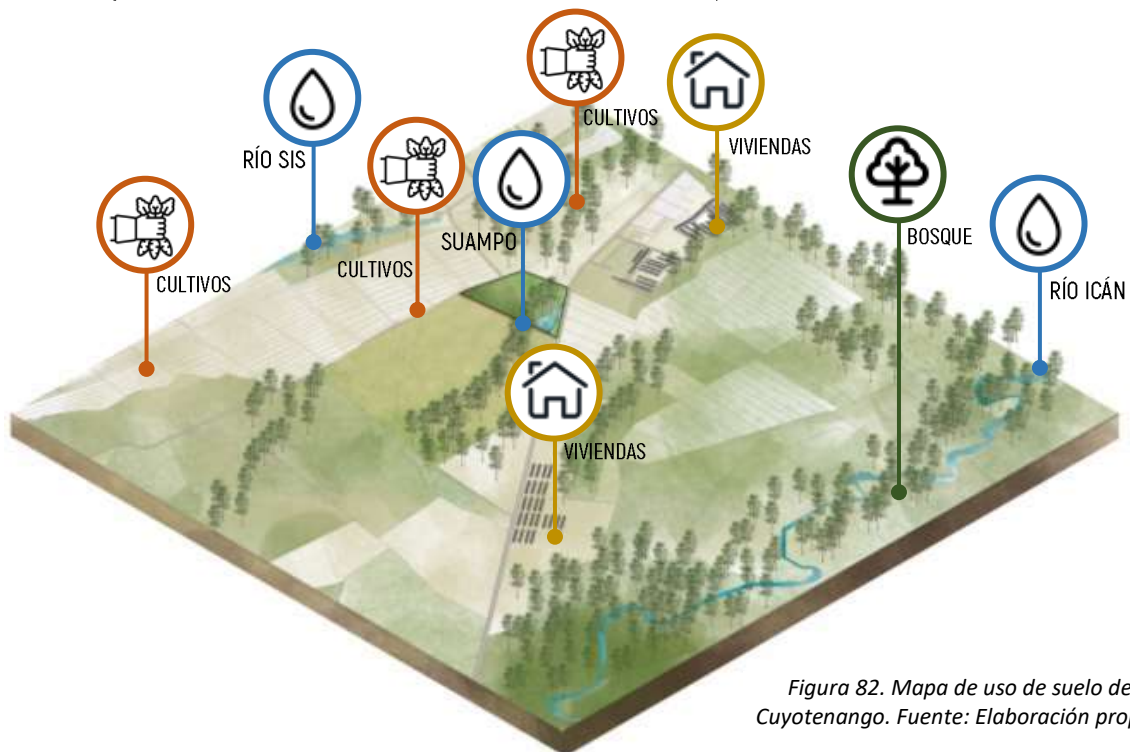 CULTIVOS
VIVIENDAS
RÍO SIS
SUAMPO
CULTIVOS
CULTIVOS
BOSQUE
RÍO ICÁN
VIVIENDAS
Figura 82. Mapa de uso de suelo de
Cuyotenango. Fuente: Elaboración